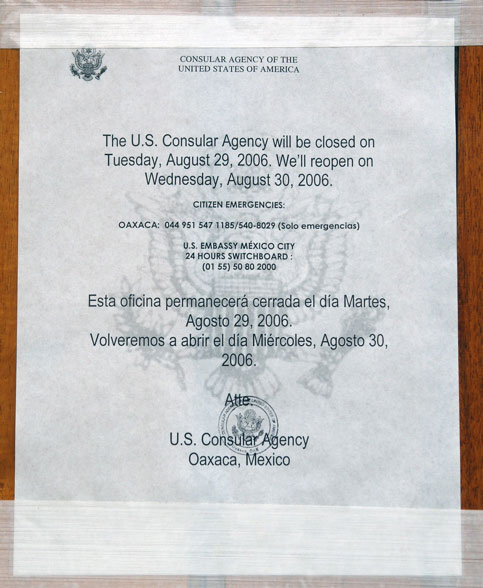 CONSULAR AGENCY OF THE
UNITED STATES OF AMERICA
The U.S. Consular Agency will be closed on
Tuesday, August 29, 2006. We'll reopen on
Wednesday, August 30, 2006.
CITIZEN EMERGENCIES:
OAXACA: 044 951 547 1185/540-8029 (Solo emergencias)
U.S. EMBASSY MÉXICO CITY
24 HOURS SWITCHBOARD :
(01 55) 50 80 2000
Esta oficina permanecerá cerrada el día Martes,
Agosto 29, 2006.
Volveremos a abrir el día Miércoles, Agosto 30,
2006.
Atte.
U.S. Consular Agency
Oaxaca, Mexico